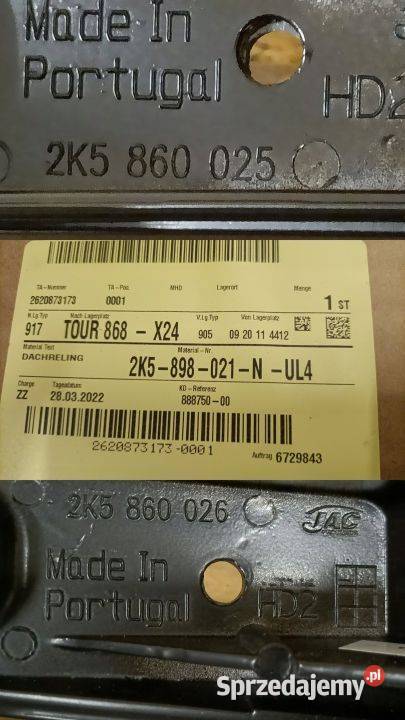 Made In
Portugal
HD2
2K5 860 025
TA-Nummer TA-Pos. MHD Lagerort Menge
2620873173 0001 1 ST
N.Lg.Typ Nach Lagerplatz V.Lg.Typ Von Lagerplatz
917 TOUR 868 - X24 905 09 20 11 4412
Material Text Material-Nr.
DACHRELING 2K5-898-021-N -UL4
Charge Tagesdatum KD-Referenz
ZZ 28.03.2022 888750-00
2620873173-0001
Auftrag 6729843
2K5 860 026 JAC
Made In
Portugal HD2
Sprzedajemy.pl